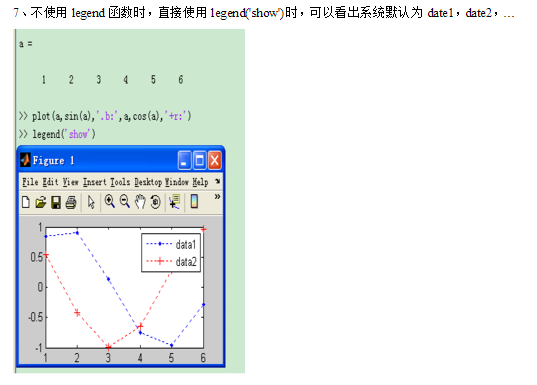 7、不使用 legend 函数时，直接使用 legend('show')时，可以看出系统默认为 date1，date2，…
a =
1 2 3 4 5 6
>> plot(a,sin(a),'.b:',a,cos(a),'+r:')
>> legend('show')
Figure 1
File Edit View Insert Tools Desktop Window Help
1
0.5
0
-0.5
-1
data1
data2
1 2 3 4 5 6